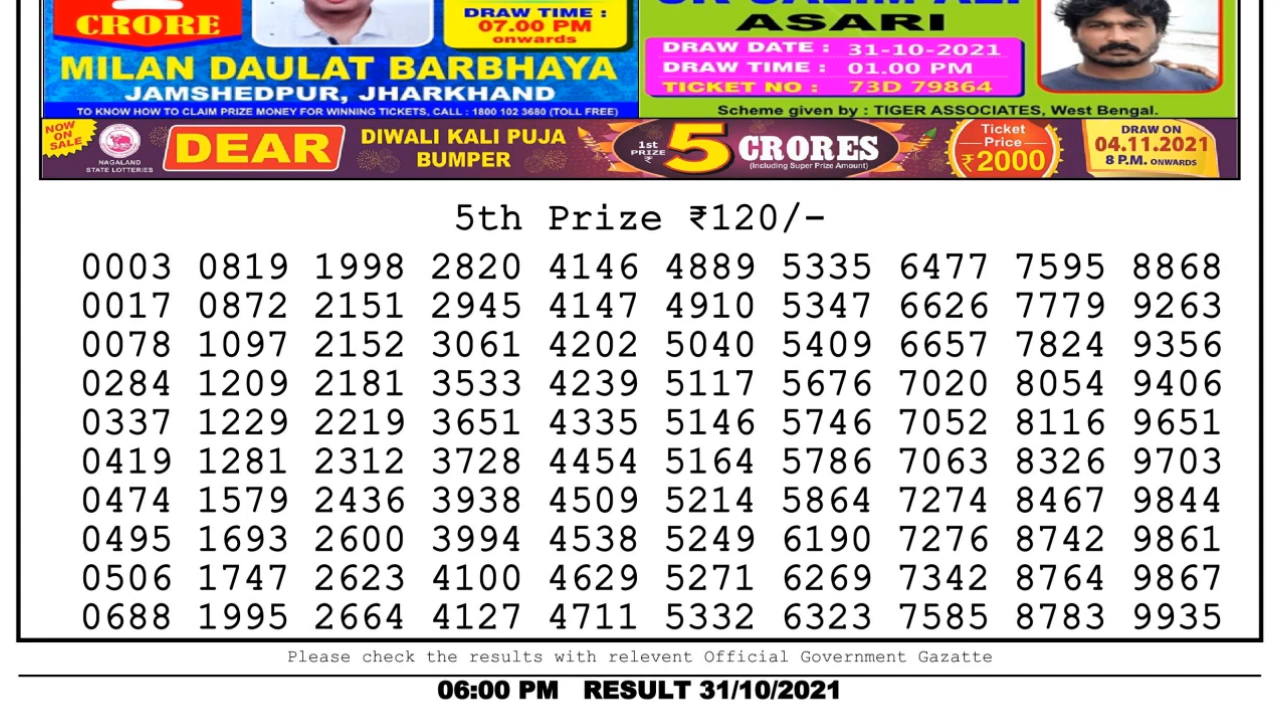 CRORE
DRAW TIME :
07.00 PM
onwards
MILAN DAULAT BARBHAYA
JAMSHEDPUR, JHARKHAND
TO KNOW HOW TO CLAIM PRIZE MONEY FOR WINNING TICKETS, CALL : 1800 102 3680 (TOLL FREE)
ASARI
DRAW DATE : 31-10-2021
DRAW TIME : 01.00 PM
TICKET NO : 73D 79864
Scheme given by : TIGER ASSOCIATES, West Bengal.
NOW ON SALE
NAGALAND
STATE LOTTERIES
DEAR
DIWALI KALI PUJA
BUMPER
1st
PRIZE
₹
5 CRORES
(Including Super Prize Amount)
Ticket
Price
₹2000
DRAW ON
04.11.2021
8 P.M. ONWARDS
5th Prize ₹120/-
0003 0819 1998 2820 4146 4889 5335 6477 7595 8868
0017 0872 2151 2945 4147 4910 5347 6626 7779 9263
0078 1097 2152 3061 4202 5040 5409 6657 7824 9356
0284 1209 2181 3533 4239 5117 5676 7020 8054 9406
0337 1229 2219 3651 4335 5146 5746 7052 8116 9651
0419 1281 2312 3728 4454 5164 5786 7063 8326 9703
0474 1579 2436 3938 4509 5214 5864 7274 8467 9844
0495 1693 2600 3994 4538 5249 6190 7276 8742 9861
0506 1747 2623 4100 4629 5271 6269 7342 8764 9867
0688 1995 2664 4127 4711 5332 6323 7585 8783 9935
Please check the results with relevent Official Government Gazatte
06:00 PM RESULT 31/10/2021